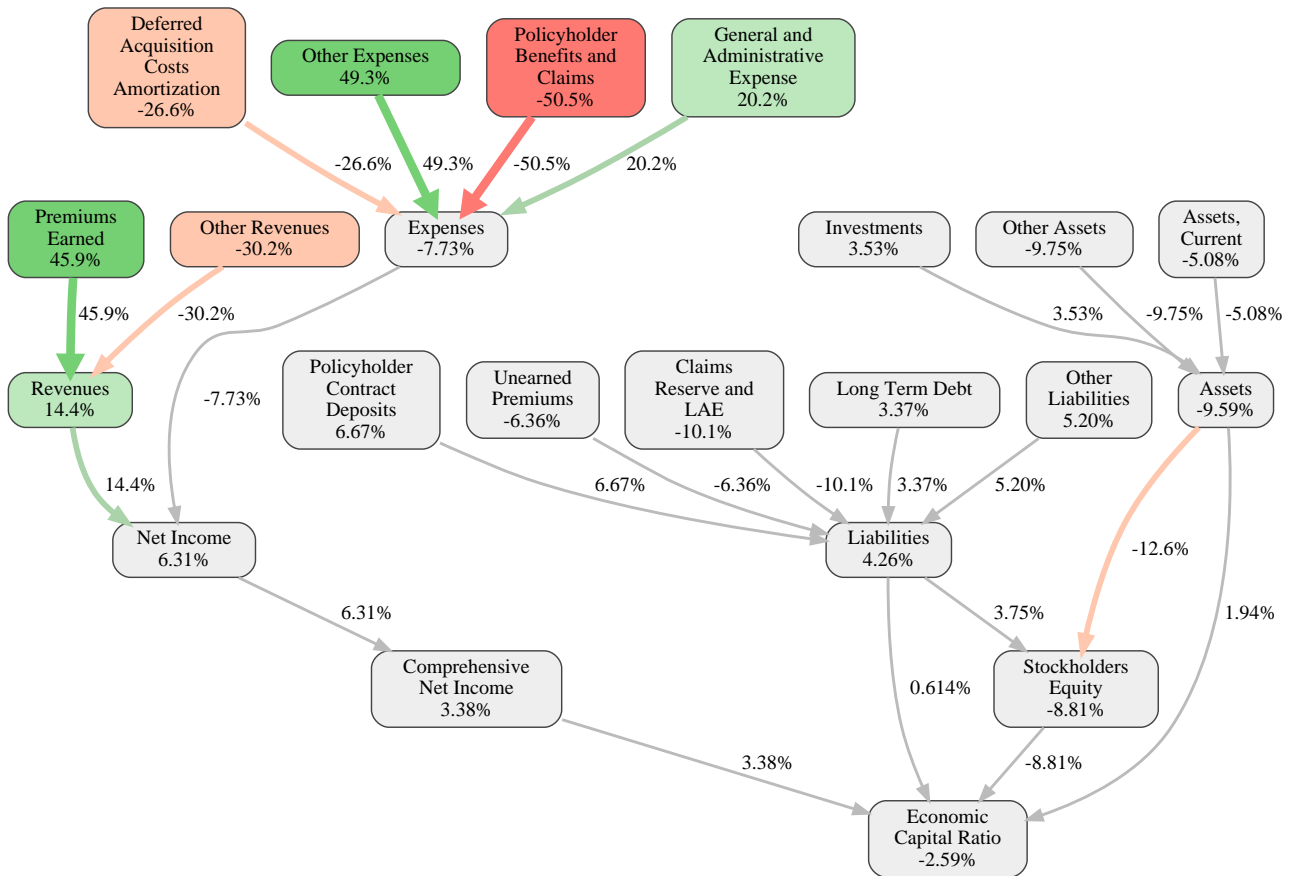 Deferred
Acquisition
Costs
Amortization
-26.6%
Other Expenses
49.3%
Policyholder
Benefits and
Claims
-50.5%
General and
Administrative
Expense
20.2%
-26.6%
49.3%
-50.5%
20.2%
Premiums
Earned
45.9%
Other Revenues
-30.2%
Expenses
-7.73%
Investments
3.53%
Other Assets
-9.75%
Assets,
Current
-5.08%
45.9%
-30.2%
3.53%
-9.75%
-5.08%
Revenues
14.4%
-7.73%
Policyholder
Contract
Deposits
6.67%
Unearned
Premiums
-6.36%
Claims
Reserve and
LAE
-10.1%
Long Term Debt
3.37%
Other
Liabilities
5.20%
Assets
-9.59%
14.4%
6.67%
-6.36%
-10.1%
3.37%
5.20%
Net Income
6.31%
Liabilities
4.26%
-12.6%
6.31%
3.75%
1.94%
Comprehensive
Net Income
3.38%
0.614%
Stockholders
Equity
-8.81%
3.38%
-8.81%
Economic
Capital Ratio
-2.59%